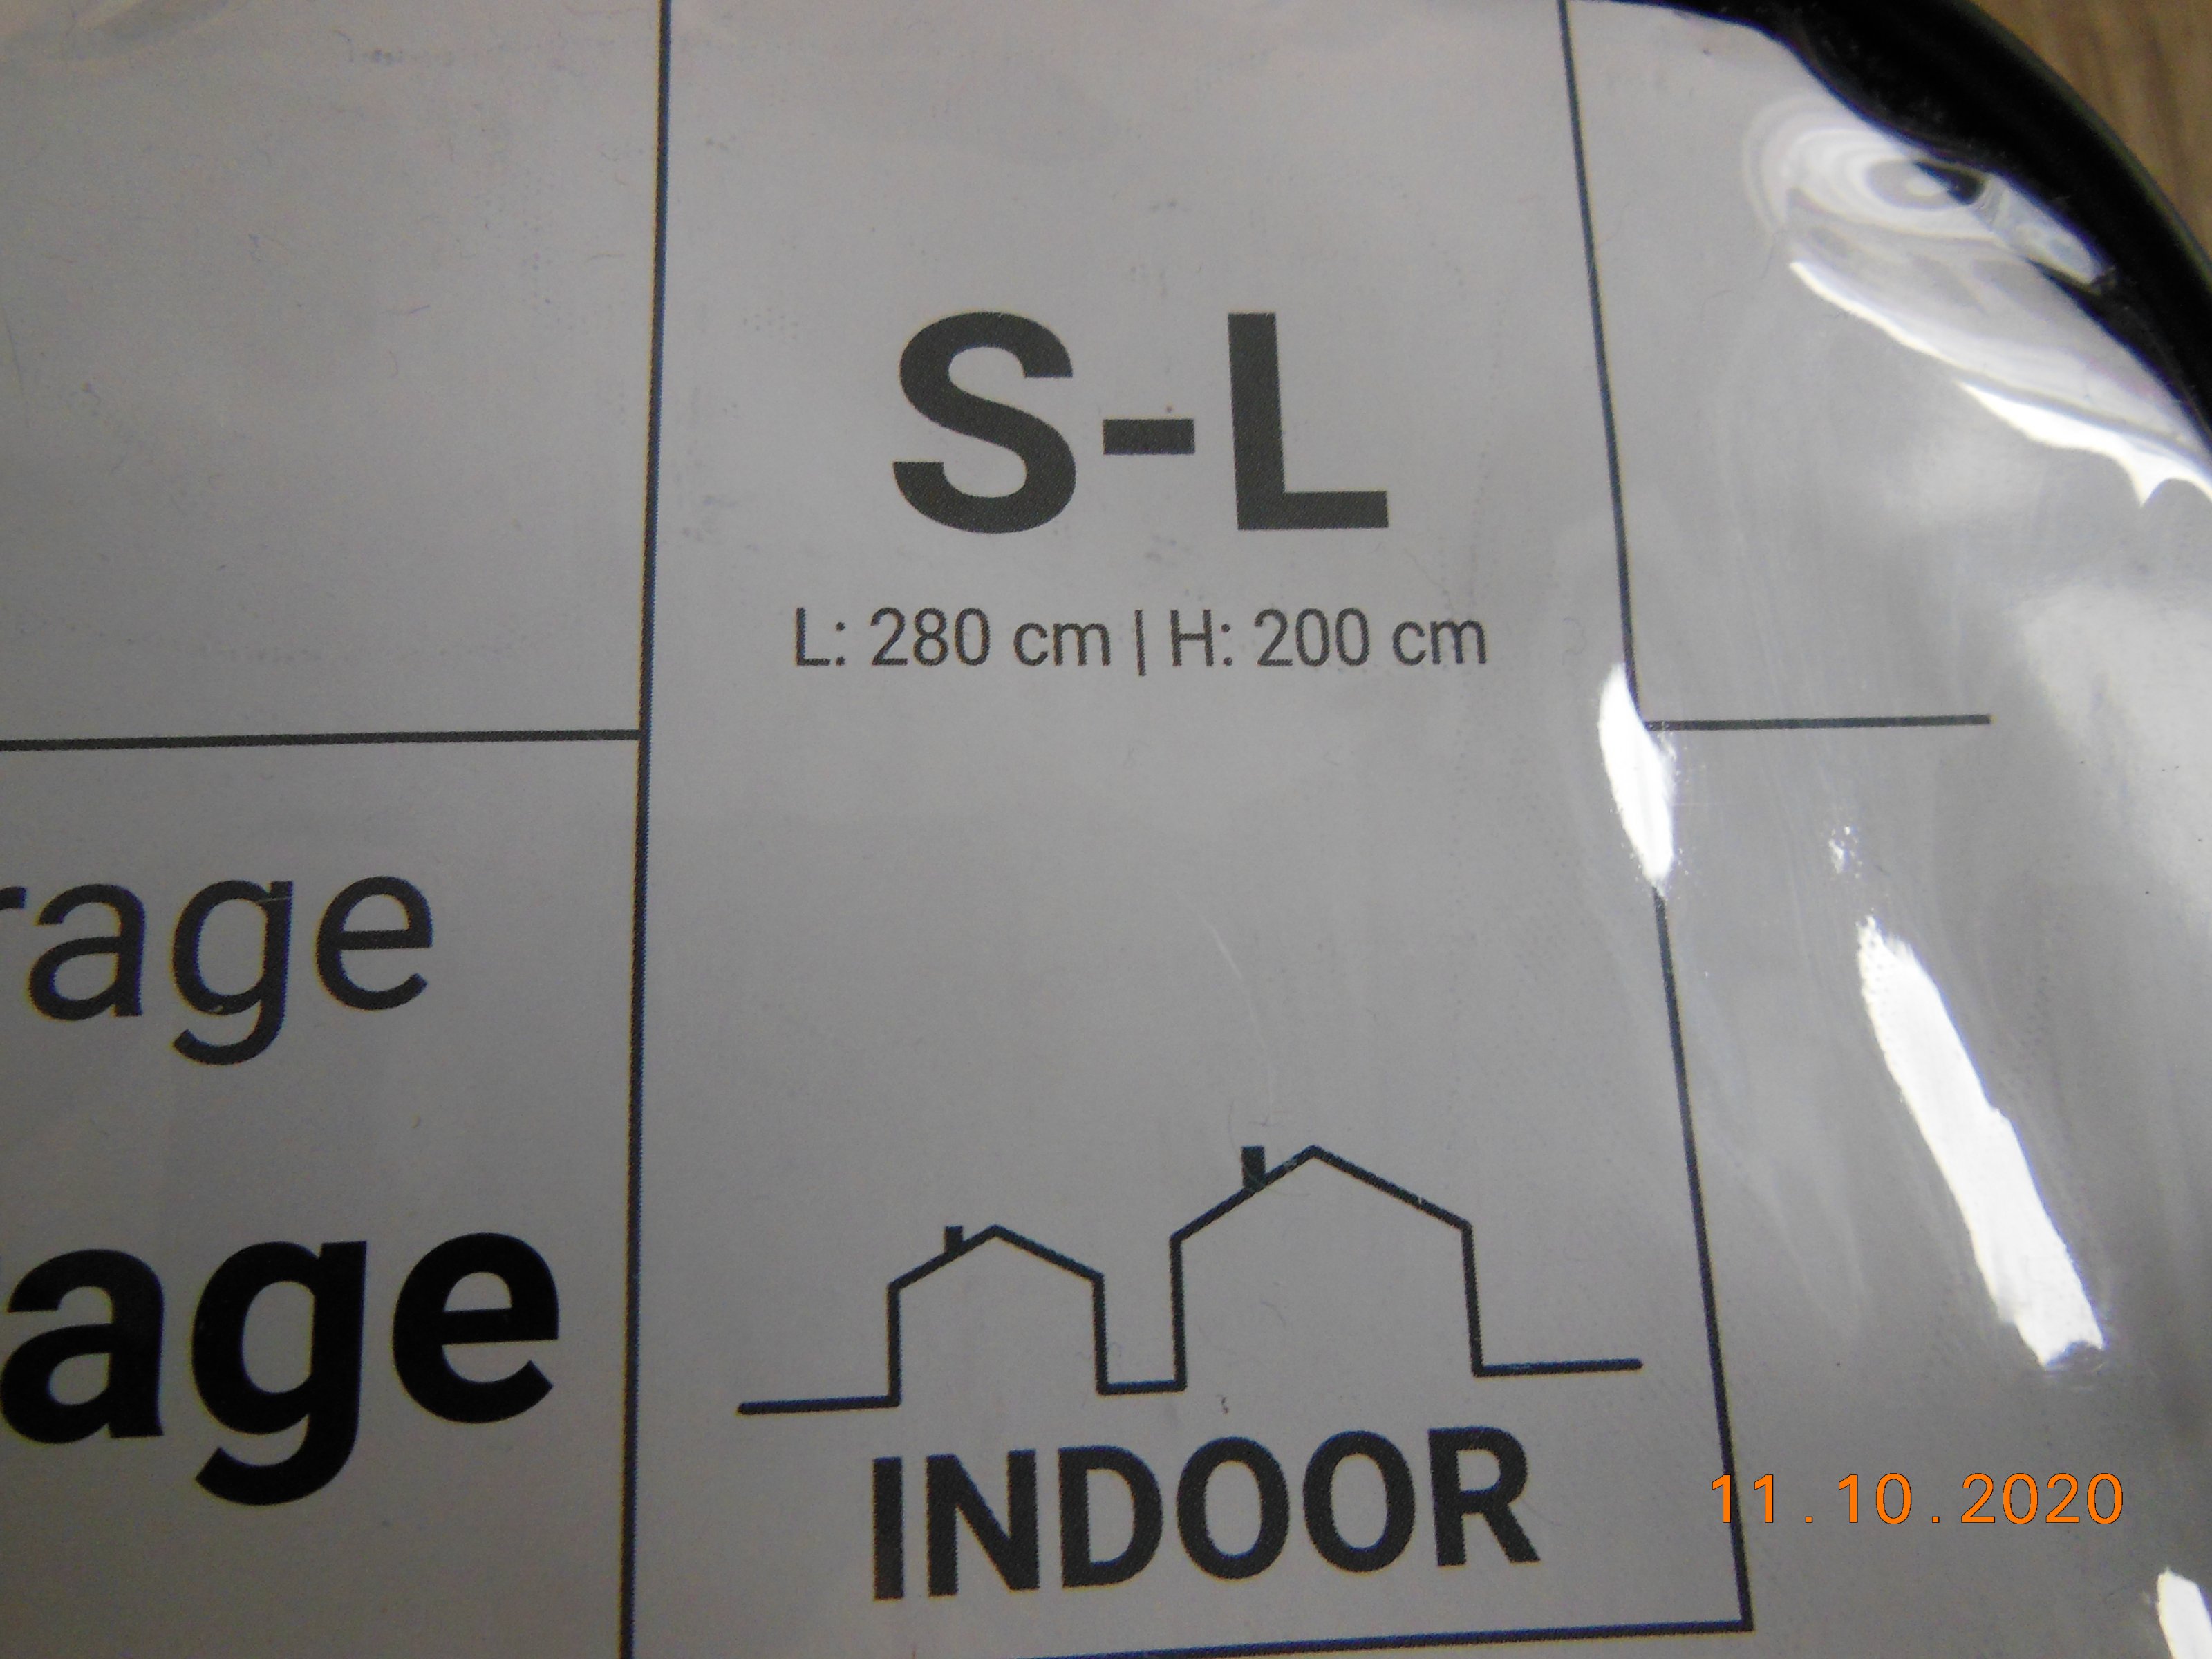 S-L
L: 280 cm | H: 200 cm
rage
age
INDOOR
11.10.2020